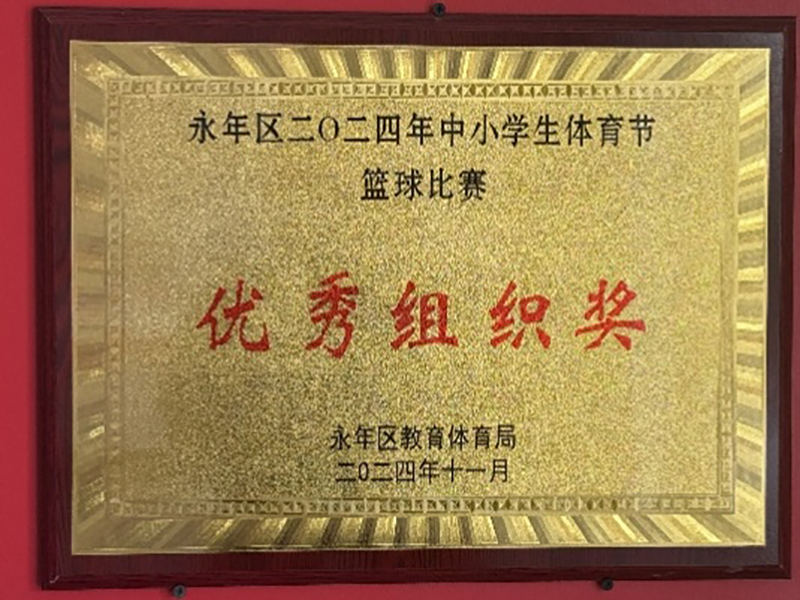 永年区二〇二四年中小学生体育节
篮球比赛
优秀组织奖
永年区教育体育局
二〇二四年十一月